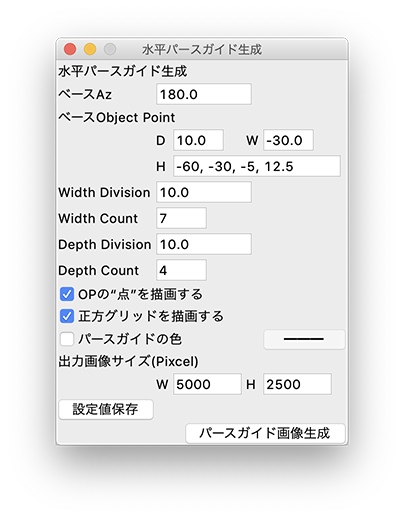 水平パースガイド生成
水平パースガイド生成
ベースAz 180.0
ベースObject Point
D 10.0 W -30.0
H -60, -30, -5, 12.5
Width Division 10.0
Width Count 7
Depth Division 10.0
Depth Count 4
OPの“点”を描画する
正方グリッドを描画する
パースガイドの色 ━━━
出力画像サイズ(Pixcel)
W 5000 H 2500
設定値保存
パースガイド画像生成